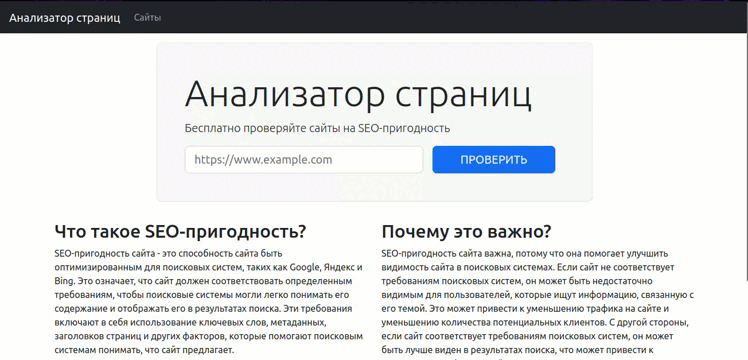 Анализатор страниц Сайты
Анализатор страниц
Бесплатно проверяйте сайты на SEO-пригодность
https://www.example.com ПРОВЕРИТЬ
Что такое SEO-пригодность?
SEO-пригодность сайта - это способность сайта быть
оптимизированным для поисковых систем, таких как Google, Яндекс и
Bing. Это означает, что сайт должен соответствовать определенным
требованиям, чтобы поисковые системы могли легко понимать его
содержание и отображать его в результатах поиска. Эти требования
включают в себя использование ключевых слов, метаданных,
заголовков страниц и других факторов, которые помогают поисковым
системам понимать, что сайт предлагает.
Почему это важно?
SEO-пригодность сайта важна, потому что она помогает улучшить
видимость сайта в поисковых системах. Если сайт не соответствует
требованиям поисковых систем, он может быть недостаточно
видимым для пользователей, которые ищут информацию, связанную с
его темой. Это может привести к уменьшению трафика на сайте и
уменьшению количества потенциальных клиентов. С другой стороны,
если сайт соответствует требованиям поисковых систем, он может
быть лучше виден в результатах поиска, что может привести к